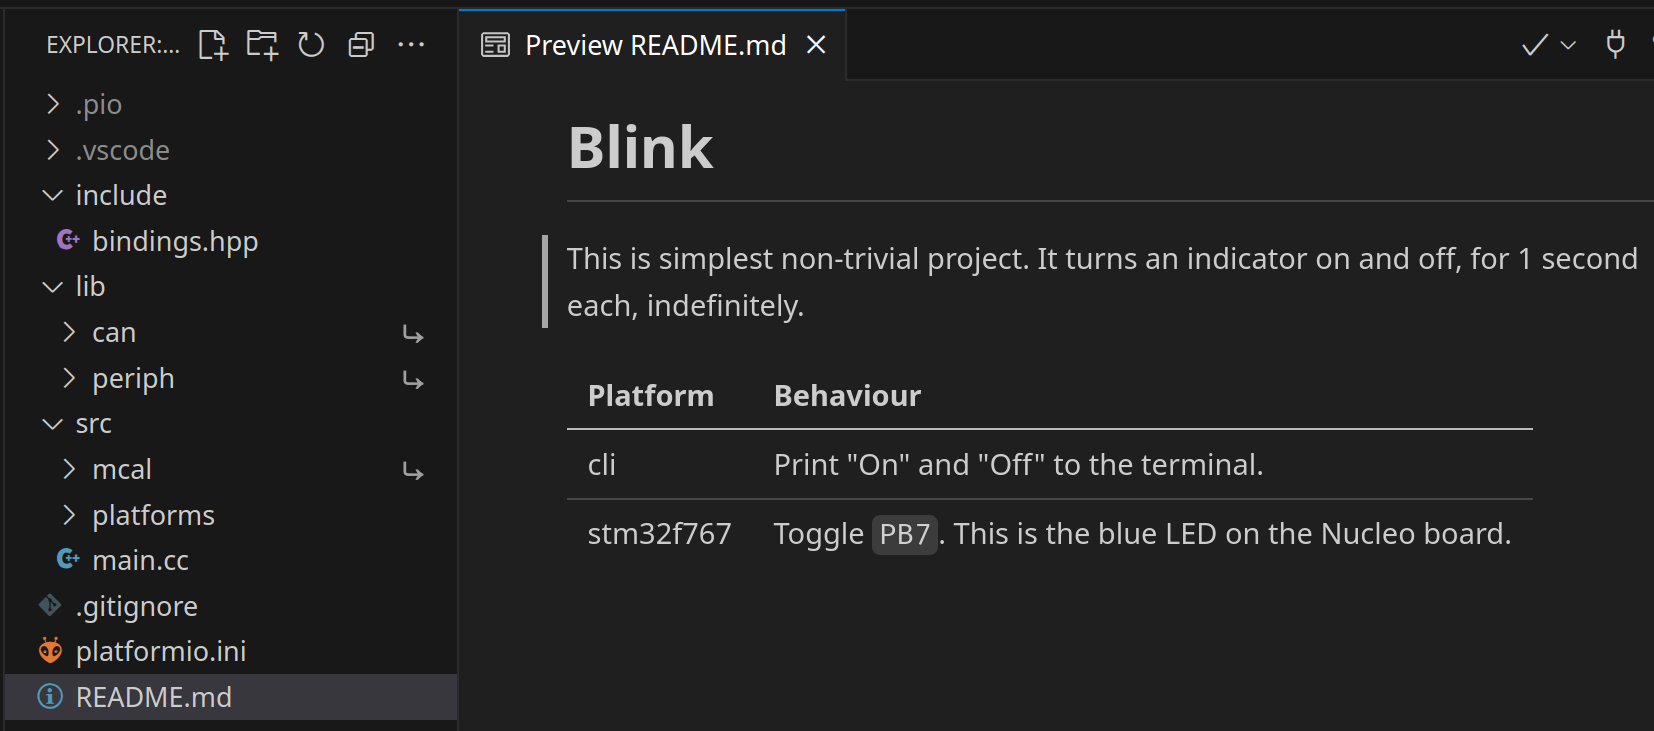 EXPLORER:...
.pio
.vscode
include
bindings.hpp
lib
can
periph
src
mcal
platforms
main.cc
.gitignore
platformio.ini
README.md
Preview README.md
Blink
This is simplest non-trivial project. It turns an indicator on and off, for 1 second
each, indefinitely.
Platform Behaviour
cli Print "On" and "Off" to the terminal.
stm32f767 Toggle PB7. This is the blue LED on the Nucleo board.